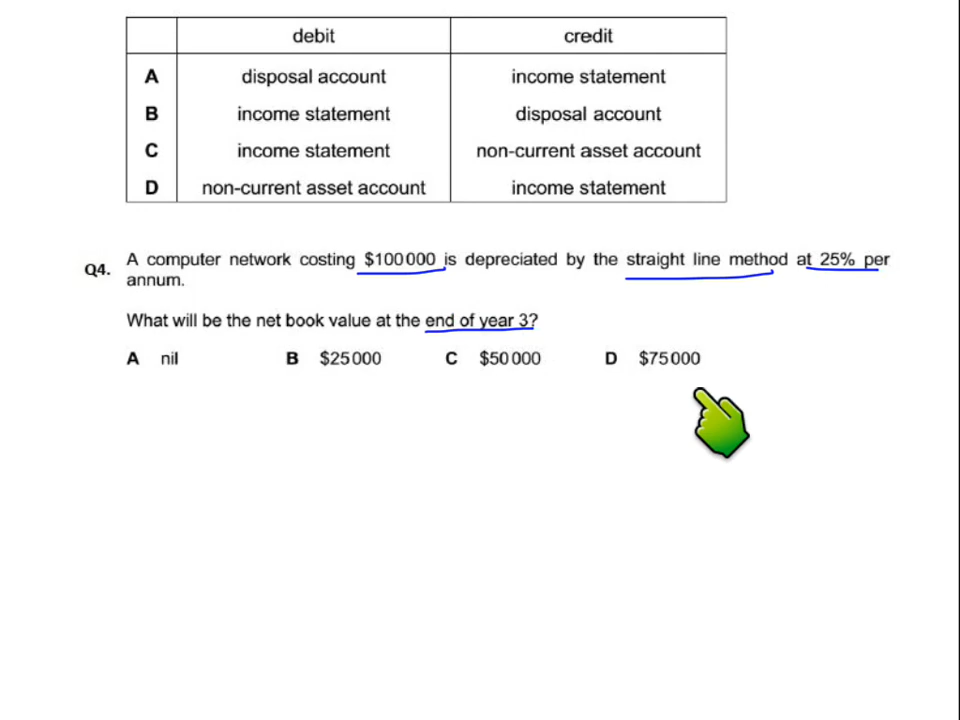 debit credit
A disposal account income statement
B income statement disposal account
C income statement non-current asset account
D non-current asset account income statement
Q4. A computer network costing $100000 is depreciated by the straight line method at 25% per
annum.
What will be the net book value at the end of year 3?
A nil B $25000 C $50000 D $75000